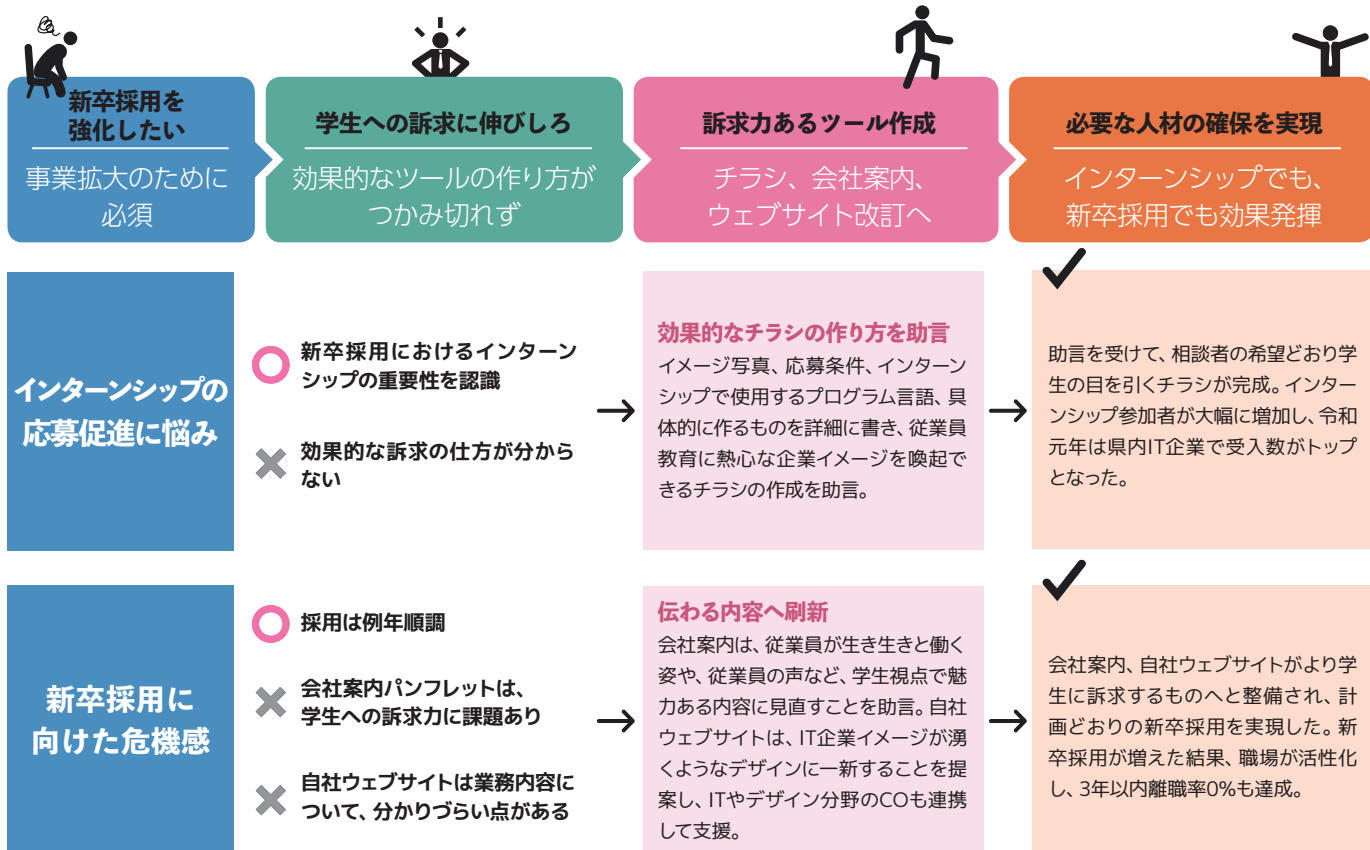 新卒採用を
強化したい
事業拡大のために
必須
学生への訴求に伸びしろ
効果的なツールの作り方が
つかみ切れず
訴求力あるツール作成
チラシ、会社案内、
ウェブサイト改訂へ
必要な人材の確保を実現
インターンシップでも、
新卒採用でも効果発揮
インターンシップの
応募促進に悩み
新卒採用におけるインターン
シップの重要性を認識
効果的な訴求の仕方が分から
ない
効果的なチラシの作り方を助言
イメージ写真、応募条件、インターン
シップで使用するプログラム言語、具
体的に作るものを詳細に書き、従業員
教育に熱心な企業イメージを喚起で
きるチラシの作成を助言。
助言を受けて、相談者の希望どおり学
生の目を引くチラシが完成。インター
ンシップ参加者が大幅に増加し、令和
元年は県内IT企業で受入数がトップ
となった。
新卒採用に
向けた危機感
採用は例年順調
会社案内パンフレットは、
学生への訴求力に課題あり
自社ウェブサイトは業務内容に
ついて、分かりづらい点がある
伝わる内容へ刷新
会社案内は、従業員が生き生きと働く
姿や、従業員の声など、学生視点で魅
力ある内容に見直すことを助言。自社
ウェブサイトは、IT企業イメージが湧
くようなデザインに一新することを提
案し、ITやデザイン分野のCOも連携
して支援。
会社案内、自社ウェブサイトがより学
生に訴求するものへと整備され、計
画どおりの新卒採用を実現した。新
卒採用が増えた結果、職場が活性化
し、3年以内離職率0%も達成。